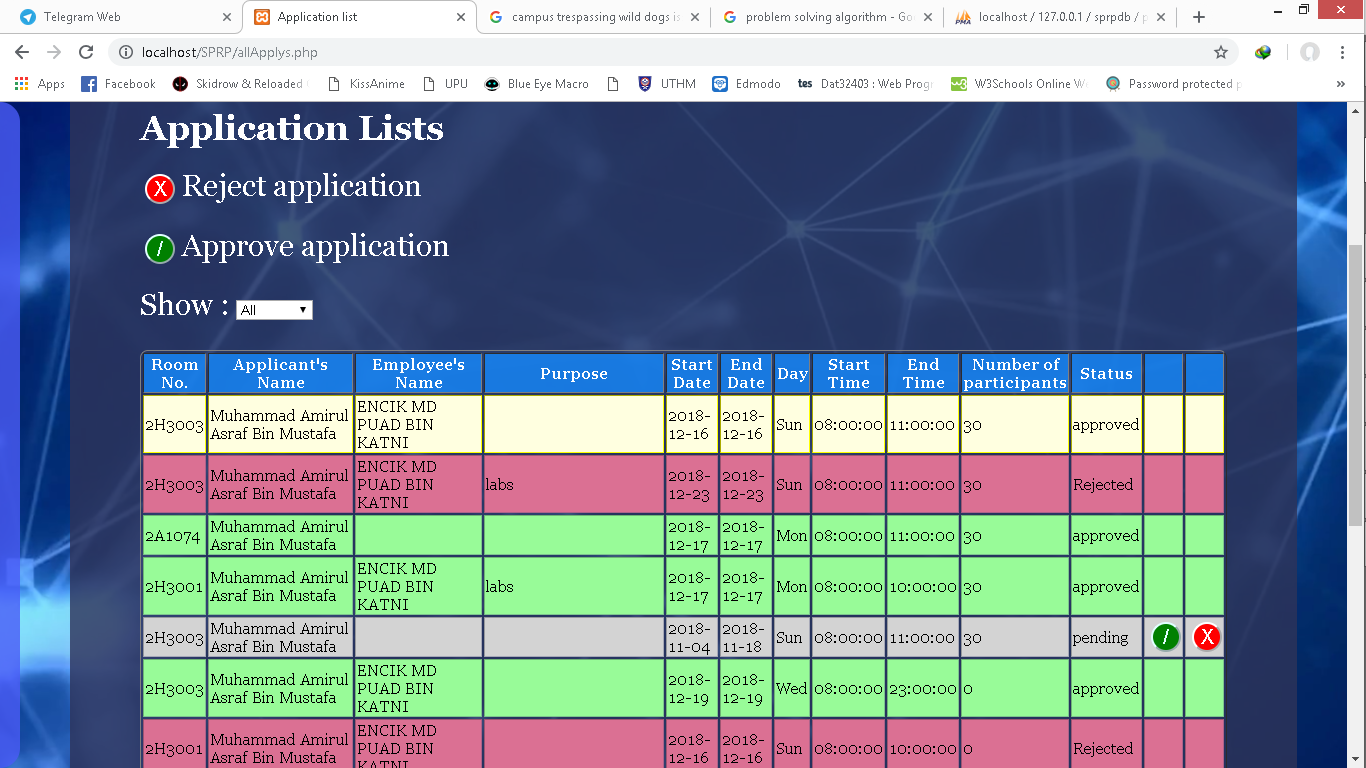 Telegram Web
Application list
campus trespassing wild dogs is
problem solving algorithm - Go
localhost / 127.0.0.1 / sprpdb / p
localhost/SPRP/allApplys.php
Apps Facebook Skidrow & Reloaded KissAnime UPU Blue Eye Macro UTHM Edmodo tes Dat32403 : Web Progr W3Schools Online We Password protected p »
Application Lists
X Reject application
/ Approve application
Show : All
Room No. Applicant's Name Employee's Name Purpose Start Date End Date Day Start Time End Time Number of participants Status
2H3003 Muhammad Amirul Asraf Bin Mustafa ENCIK MD PUAD BIN KATNI 2018-12-16 2018-12-16 Sun 08:00:00 11:00:00 30 approved
2H3003 Muhammad Amirul Asraf Bin Mustafa ENCIK MD PUAD BIN KATNI labs 2018-12-23 2018-12-23 Sun 08:00:00 11:00:00 30 Rejected
2A1074 Muhammad Amirul Asraf Bin Mustafa 2018-12-17 2018-12-17 Mon 08:00:00 11:00:00 30 approved
2H3001 Muhammad Amirul Asraf Bin Mustafa ENCIK MD PUAD BIN KATNI labs 2018-12-17 2018-12-17 Mon 08:00:00 10:00:00 30 approved
2H3003 Muhammad Amirul Asraf Bin Mustafa 2018-11-04 2018-11-18 Sun 08:00:00 11:00:00 30 pending / X
2H3003 Muhammad Amirul Asraf Bin Mustafa ENCIK MD PUAD BIN KATNI 2018-12-19 2018-12-19 Wed 08:00:00 23:00:00 0 approved
2H3001 Muhammad Amirul Asraf Bin Mustafa ENCIK MD PUAD BIN KATNI 2018-12-16 2018-12-16 Sun 08:00:00 10:00:00 0 Rejected